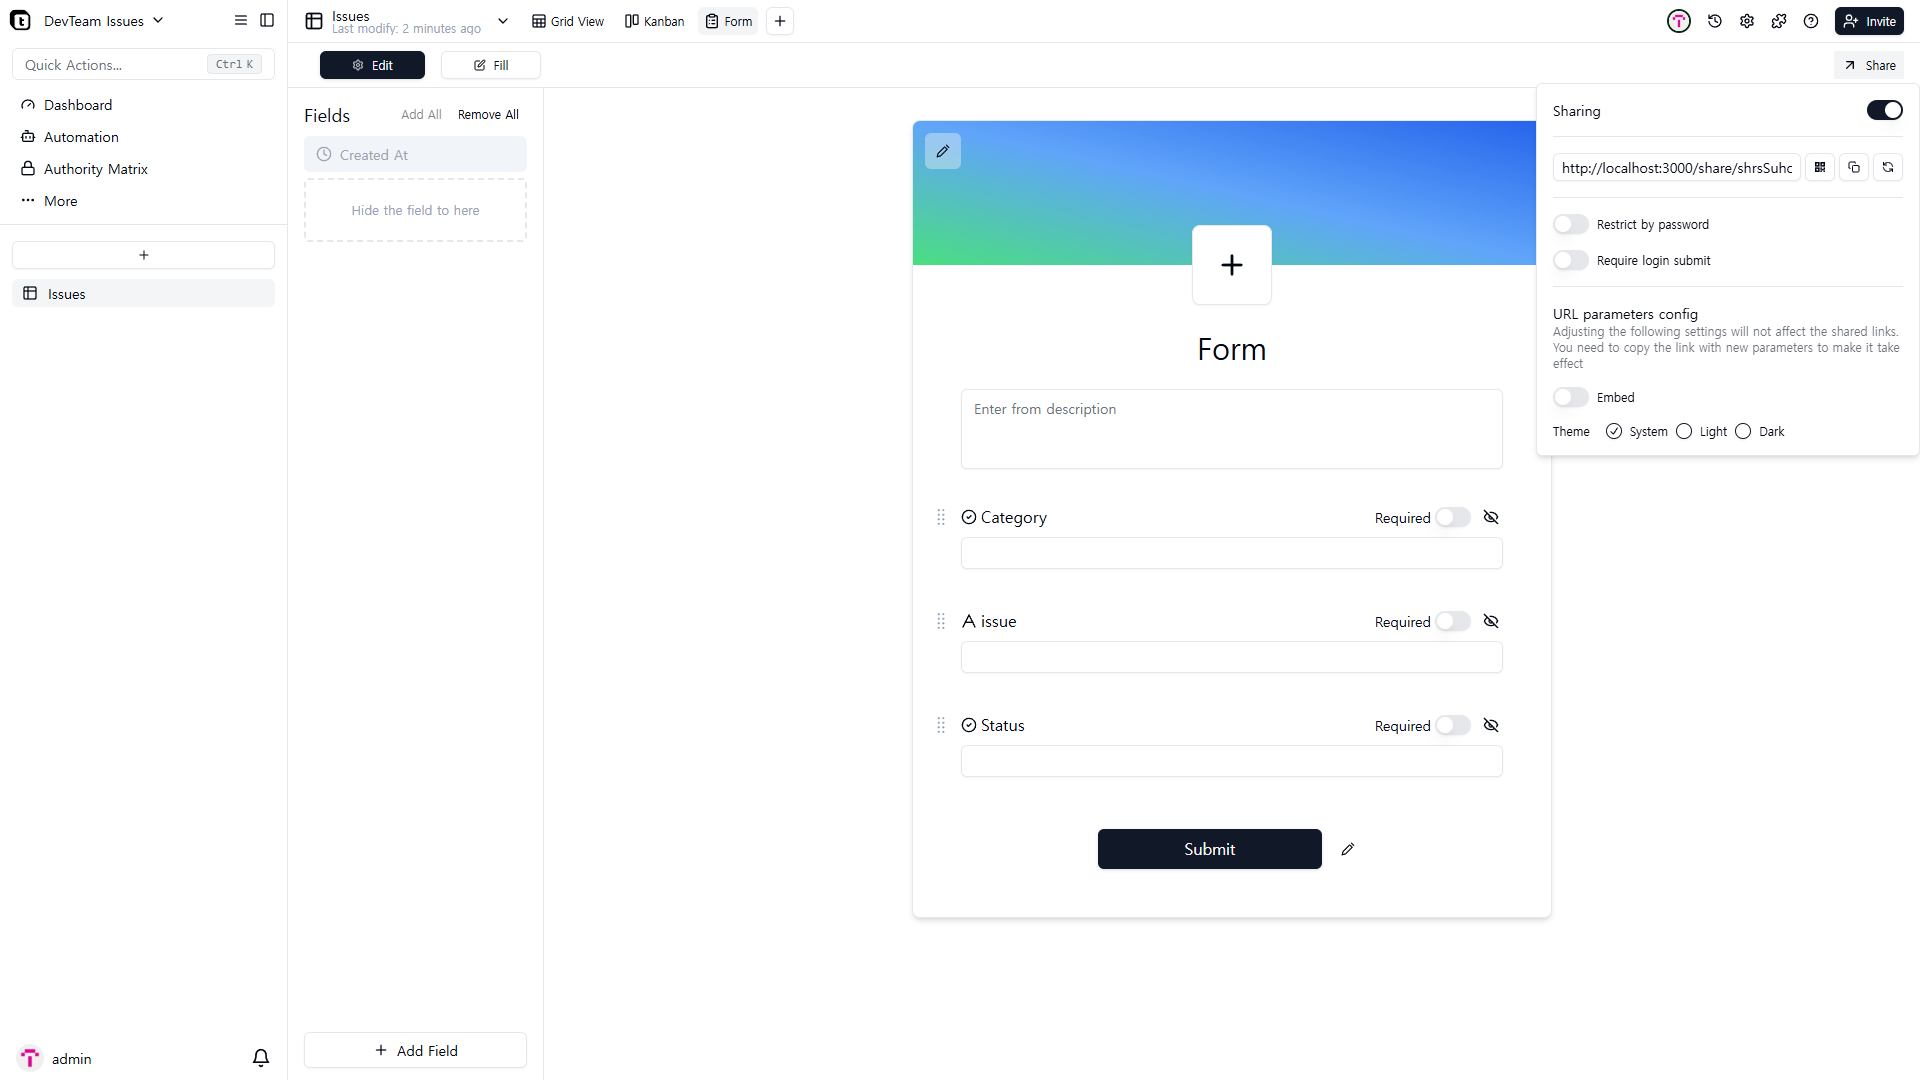 DevTeam Issues
Quick Actions...
Ctrl K
Dashboard
Automation
Authority Matrix
More
Issues
admin
Issues
Last modify: 2 minutes ago
Grid View
Kanban
Form
Invite
Edit
Fill
Share
Fields
Add All
Remove All
Created At
Hide the field to here
Add Field
Form
Enter from description
Category
Required
issue
Required
Status
Required
Submit
Sharing
http://localhost:3000/share/shrsSuhc
Restrict by password
Require login submit
URL parameters config
Adjusting the following settings will not affect the shared links.
You need to copy the link with new parameters to make it take
effect
Embed
Theme
System
Light
Dark